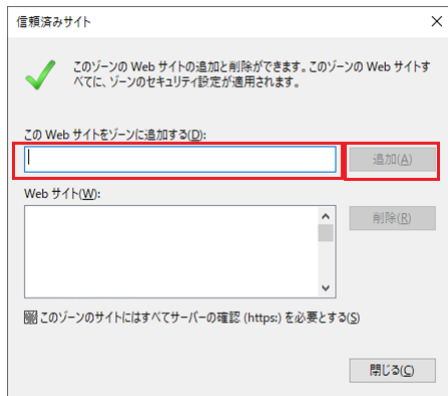 信頼済みサイト
このゾーンの Web サイトの追加と削除ができます。このゾーンの Web サイトす
べてに、ゾーンのセキュリティ設定が適用されます。
この Web サイトをゾーンに追加する(D):
追加(A)
Web サイト(W):
削除(R)
このゾーンのサイトにはすべてサーバーの確認 (https:) を必要とする(S)
閉じる(C)